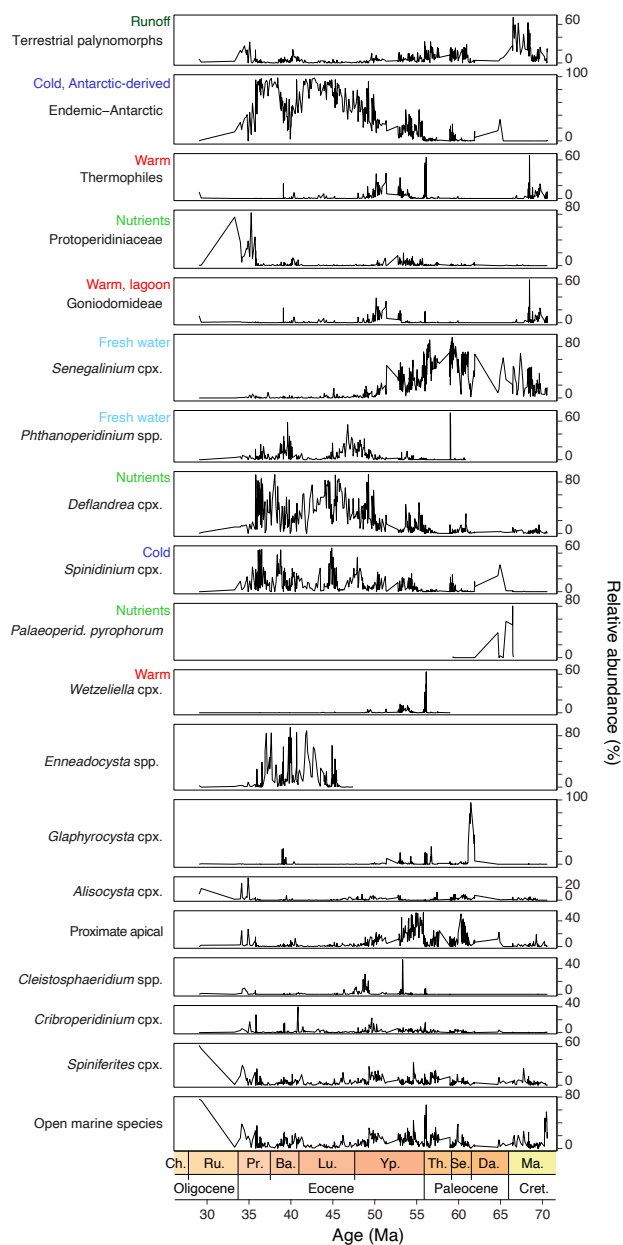 Runoff
Terrestrial palynomorphs
60
0
Cold, Antarctic-derived
Endemic−Antarctic
100
0
Warm
Thermophiles
60
0
Nutrients
Protoperidiniaceae
80
0
Warm, lagoon
Goniodomideae
60
0
Fresh water
Senegalinium cpx.
80
0
Fresh water
Phthanoperidinium spp.
60
0
Nutrients
Deflandrea cpx.
80
0
Cold
Spinidinium cpx.
60
0
Nutrients
Palaeoperid. pyrophorum
80
0
Warm
Wetzeliella cpx.
60
0
Enneadocysta spp.
80
0
Glaphyrocysta cpx.
100
0
Alisocysta cpx.
20
0
Proximate apical
40
0
Cleistosphaeridium spp.
40
0
Cribroperidinium cpx.
40
0
Spiniferites cpx.
60
0
Open marine species
80
0
Relative abundance (%)
Ch. Ru. Pr. Ba. Lu. Yp. Th. Se. Da. Ma.
Oligocene Eocene Paleocene Cret.
30 35 40 45 50 55 60 65 70
Age (Ma)